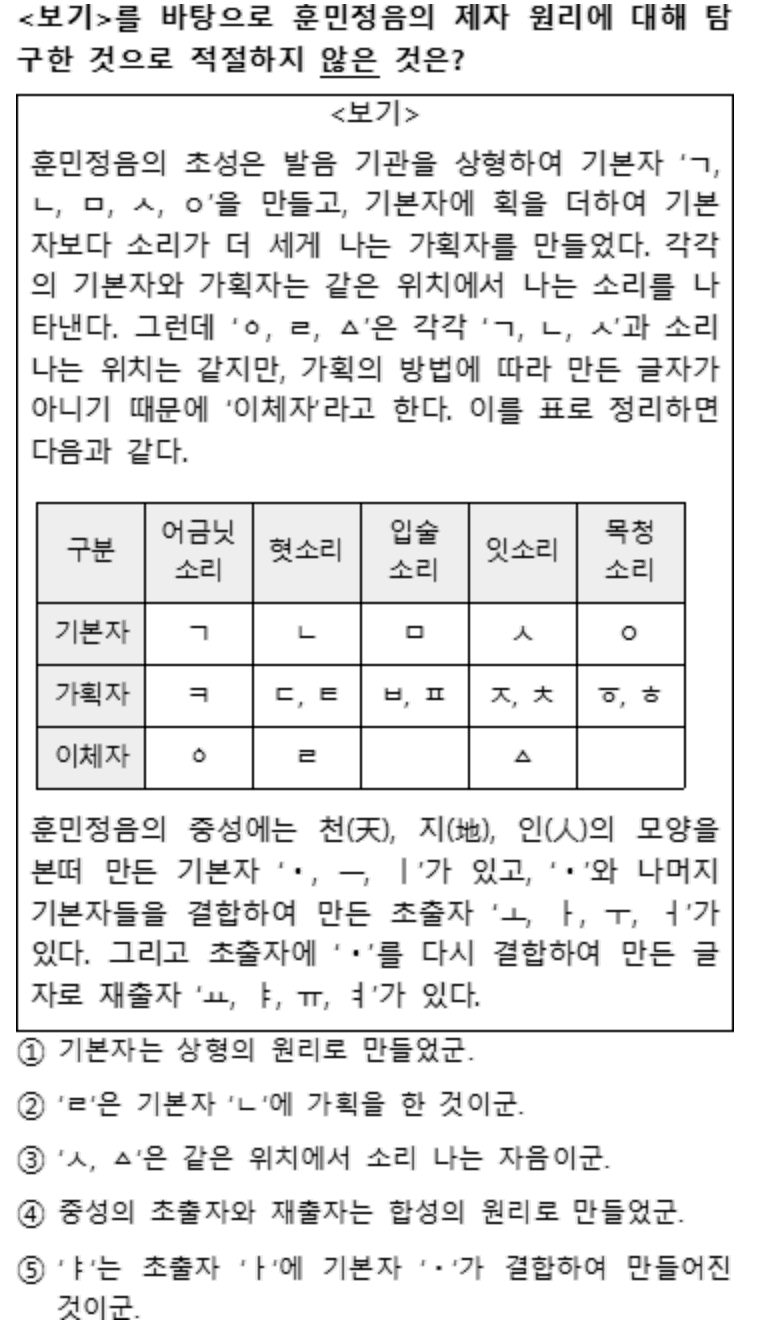 <보기>를 바탕으로 훈민정음의 제자 원리에 대해 탐
구한 것으로 적절하지 않은 것은?
<보기>
훈민정음의 초성은 발음 기관을 상형하여 기본자 ‘ㄱ,
ㄴ, ㅁ, ㅅ, ㅇ’을 만들고, 기본자에 획을 더하여 기본
자보다 소리가 더 세게 나는 가획자를 만들었다. 각각
의 기본자와 가획자는 같은 위치에서 나는 소리를 나
타낸다. 그런데 ‘ㆁ, ㄹ, ㅿ’은 각각 ‘ㄱ, ㄴ, ㅅ’과 소리
나는 위치는 같지만, 가획의 방법에 따라 만든 글자가
아니기 때문에 ‘이체자’라고 한다. 이를 표로 정리하면
다음과 같다.
구분 어금닛소리 혓소리 입술소리 잇소리 목청소리
기본자 ㄱ ㄴ ㅁ ㅅ ㅇ
가획자 ㅋ ㄷ, ㅌ ㅂ, ㅍ ㅈ, ㅊ ㆆ, ㅎ
이체자 ㆁ ㄹ ㅿ
훈민정음의 중성에는 천(天), 지(地), 인(人)의 모양을
본떠 만든 기본자 ‘ㆍ, ㅡ, ㅣ’가 있고, ‘ㆍ’와 나머지
기본자들을 결합하여 만든 초출자 ‘ㅗ, ㅏ, ㅜ, ㅓ’가
있다. 그리고 초출자에 ‘ㆍ’를 다시 결합하여 만든 글
자로 재출자 ‘ㅛ, ㅑ, ㅠ, ㅕ’가 있다.
① 기본자는 상형의 원리로 만들었군.
② ‘ㄹ’은 기본자 ‘ㄴ’에 가획을 한 것이군.
③ ‘ㅅ, ㅿ’은 같은 위치에서 소리 나는 자음이군.
④ 중성의 초출자와 재출자는 합성의 원리로 만들었군.
⑤ ‘ㅑ’는 초출자 ‘ㅏ’에 기본자 ‘ㆍ’가 결합하여 만들어진
것이군.